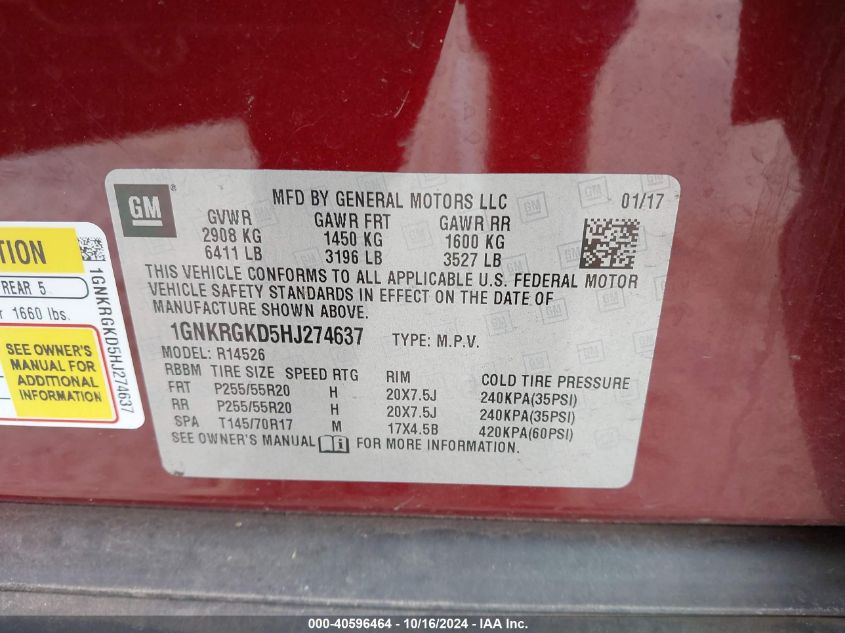 GM
®
MFD BY GENERAL MOTORS LLC 01/17
GVWR GAWR FRT GAWR RR
2908 KG 1450 KG 1600 KG
6411 LB 3196 LB 3527 LB
THIS VEHICLE CONFORMS TO ALL APPLICABLE U.S. FEDERAL MOTOR
VEHICLE SAFETY STANDARDS IN EFFECT ON THE DATE OF
MANUFACTURE SHOWN ABOVE.
1GNKRGKD5HJ274637 TYPE: M.P.V.
MODEL: R14526
RBBM TIRE SIZE SPEED RTG RIM COLD TIRE PRESSURE
FRT P255/55R20 H 20X7.5J 240KPA(35PSI)
RR P255/55R20 H 20X7.5J 240KPA(35PSI)
SPA T145/70R17 M 17X4.5B 420KPA(60PSI)
SEE OWNER'S MANUAL FOR MORE INFORMATION.
TION
REAR 5
r 1660 lbs.
SEE OWNER'S
MANUAL FOR
ADDITIONAL
INFORMATION
1GNKRGKD5HJ274637
000-40596464 - 10/16/2024 - IAA Inc.